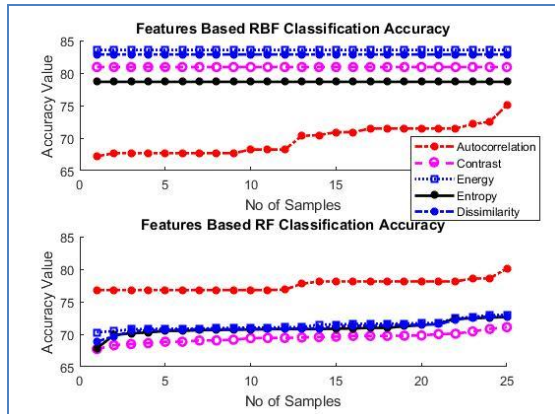 Features Based RBF Classification Accuracy
Accuracy Value
85
80
75
70
65
0 5 10 15
No of Samples
Autocorrelation
Contrast
Energy
Entropy
Dissimilarity
Features Based RF Classification Accuracy
Accuracy Value
85
80
75
70
65
0 5 10 15 20 25
No of Samples